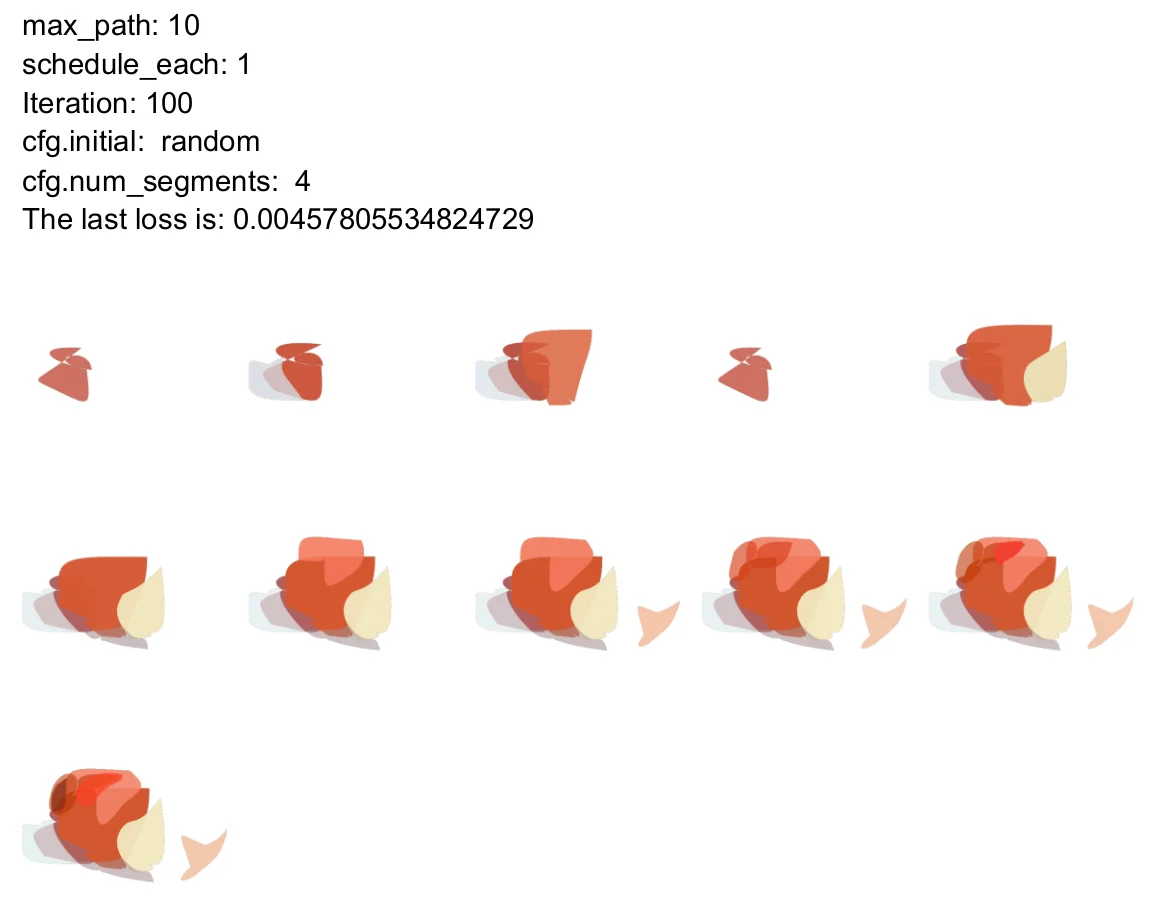 max_path: 10
schedule_each: 1
Iteration: 100
cfg.initial:  random
cfg.num_segments:  4
The last loss is: 0.00457805534824729